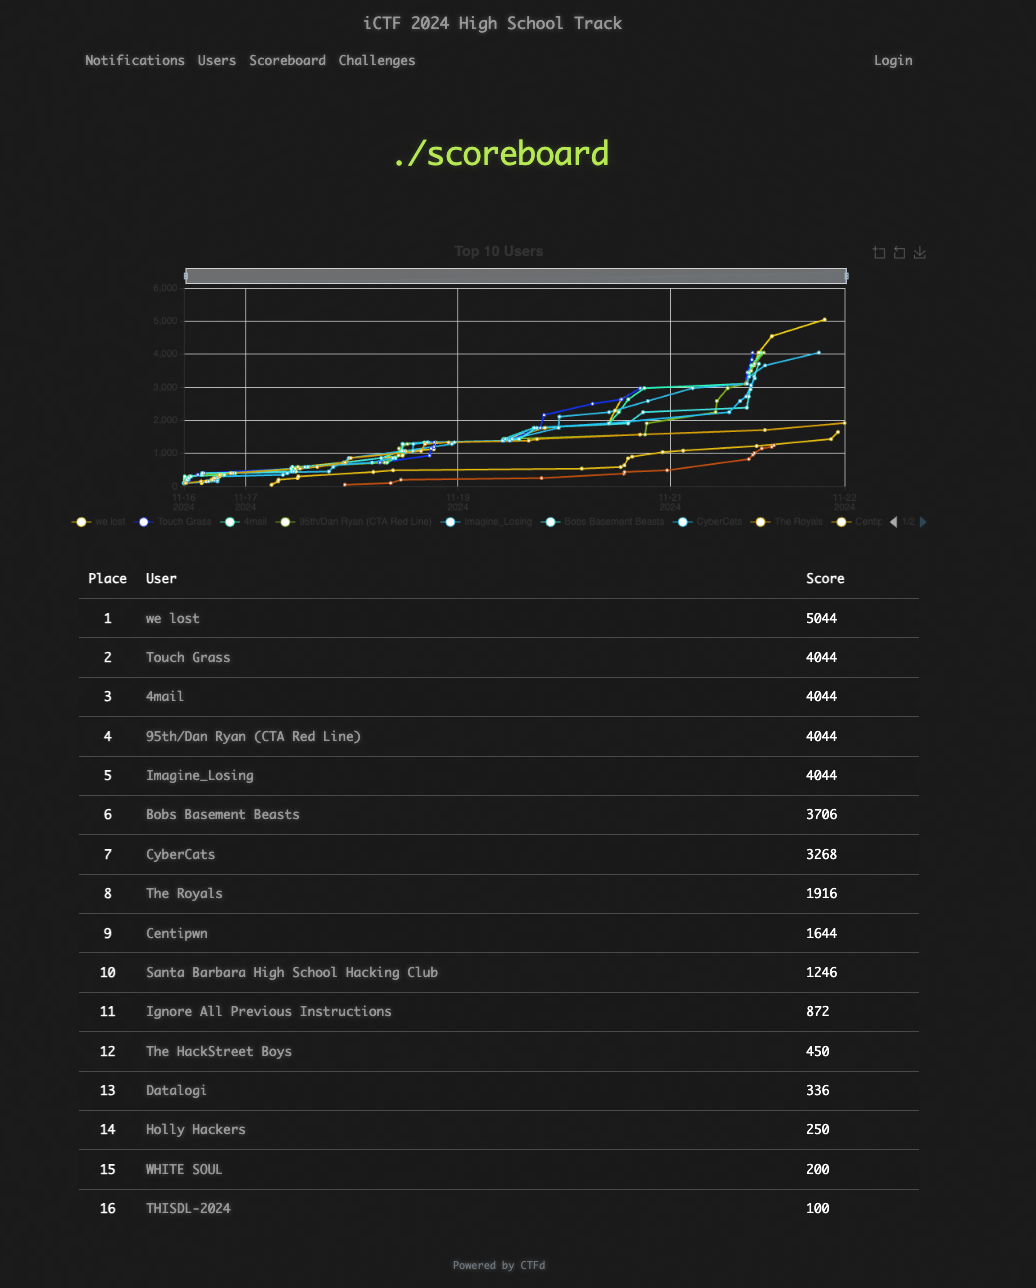 iCTF 2024 High School Track
Notifications Users Scoreboard Challenges Login
./scoreboard
Top 10 Users
6,000
5,000
4,000
3,000
2,000
1,000
0
11-16 11-17 11-19 11-21 11-22
2024 2024 2024 2024 2024
we lost Touch Grass 4mail 95th/Dan Ryan (CTA Red Line) Imagine_Losing Bobs Basement Beasts CyberCats The Royals Centip 1/2
Place User Score
1 we lost 5044
2 Touch Grass 4044
3 4mail 4044
4 95th/Dan Ryan (CTA Red Line) 4044
5 Imagine_Losing 4044
6 Bobs Basement Beasts 3706
7 CyberCats 3268
8 The Royals 1916
9 Centipwn 1644
10 Santa Barbara High School Hacking Club 1246
11 Ignore All Previous Instructions 872
12 The HackStreet Boys 450
13 Datalogi 336
14 Holly Hackers 250
15 WHITE SOUL 200
16 THISDL-2024 100
Powered by CTFd